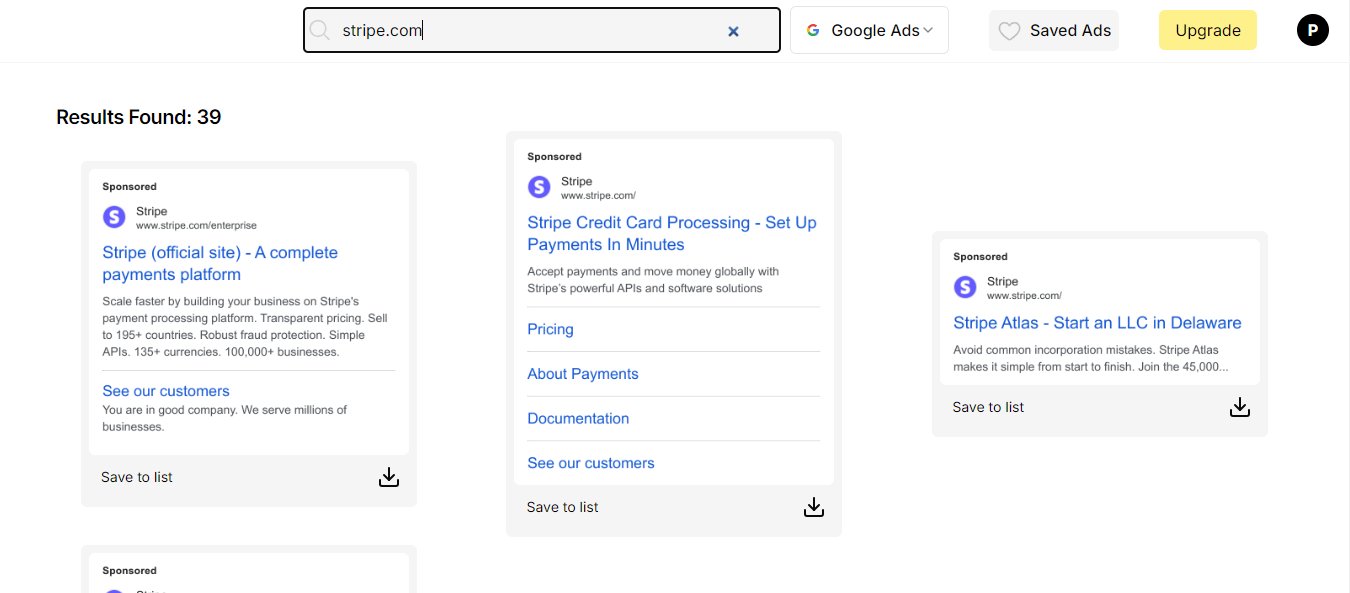 stripe.com
Google Ads
Saved Ads
Upgrade
P
Results Found: 39
Sponsored
S
Stripe
www.stripe.com/enterprise
Stripe (official site) - A complete
payments platform
Scale faster by building your business on Stripe's
payment processing platform. Transparent pricing. Sell
to 195+ countries. Robust fraud protection. Simple
APIs. 135+ currencies. 100,000+ businesses.
See our customers
You are in good company. We serve millions of
businesses.
Save to list
Sponsored
S
Stripe
www.stripe.com/
Stripe Credit Card Processing - Set Up
Payments In Minutes
Accept payments and move money globally with
Stripe's powerful APIs and software solutions
Pricing
About Payments
Documentation
See our customers
Save to list
Sponsored
S
Stripe
www.stripe.com/
Stripe Atlas - Start an LLC in Delaware
Avoid common incorporation mistakes. Stripe Atlas
makes it simple from start to finish. Join the 45,000...
Save to list
Sponsored